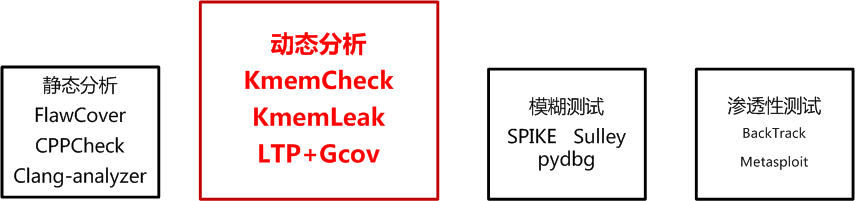 静态分析
FlawCover
CPPCheck
Clang-analyzer
动态分析
KmemCheck
KmemLeak
LTP+Gcov
模糊测试
SPIKE Sulley
pydbg
渗透性测试
BackTrack
Metasploit